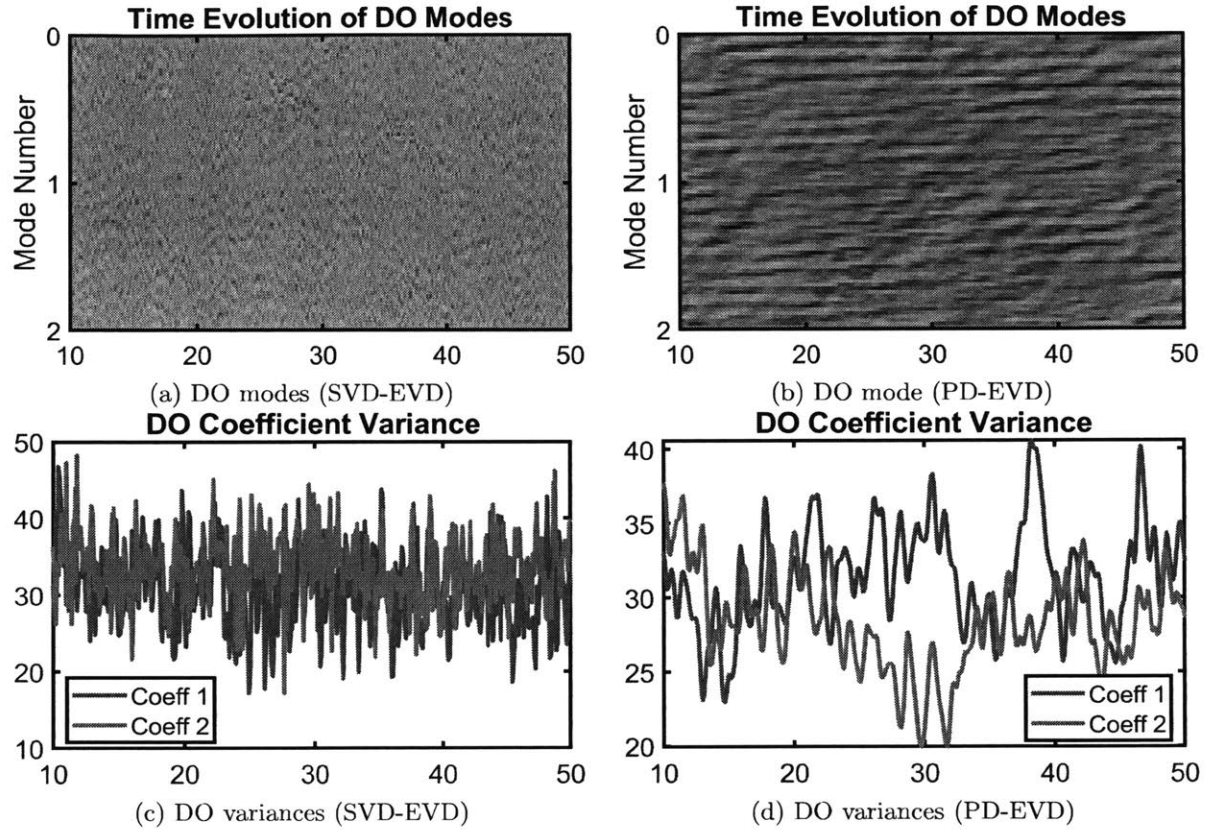 Time Evolution of DO Modes
0
Mode Number
1
2
10 20 30 40 50
(a) DO modes (SVD-EVD)
Time Evolution of DO Modes
0
Mode Number
1
2
10 20 30 40 50
(b) DO mode (PD-EVD)
DO Coefficient Variance
50
40
30
20
10
Coeff 1
Coeff 2
10 20 30 40 50
(c) DO variances (SVD-EVD)
DO Coefficient Variance
40
35
30
25
20
Coeff 1
Coeff 2
10 20 30 40 50
(d) DO variances (PD-EVD)